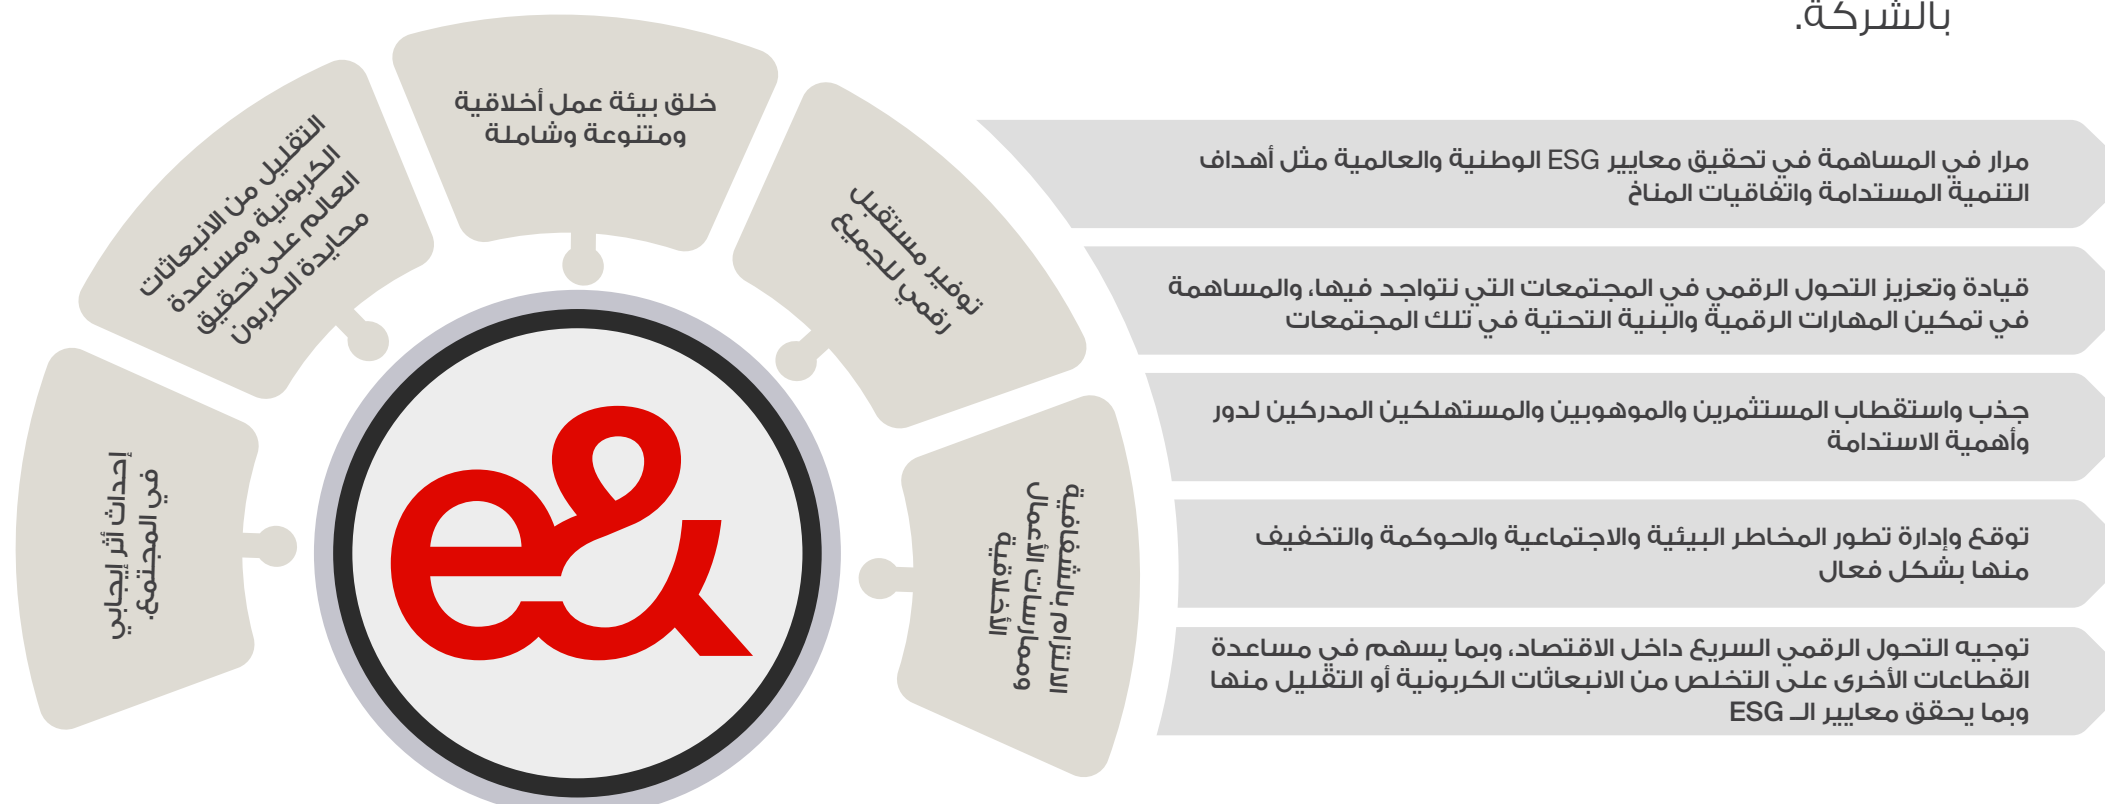 بالشركة.
مرار في المساهمة في تحقيق معايير ESG الوطنية والعالمية مثل أهداف
التنمية المستدامة واتفاقيات المناخ
قيادة وتعزيز التحول الرقمي في المجتمعات التي نتواجد فيها، والمساهمة
في تمكين المهارات الرقمية والبنية التحتية في تلك المجتمعات
جذب واستقطاب المستثمرين والموهوبين والمستهلكين المدركين لدور
وأهمية الاستدامة
توقع وإدارة تطور المخاطر البيئية والاجتماعية والحوكمة والتخفيف
منها بشكل فعال
توجيه التحول الرقمي السريع داخل الاقتصاد، وبما يسهم في مساعدة
القطاعات الأخرى على التخلص من الانبعاثات الكربونية أو التقليل منها
وبما يحقق معايير الـ ESG
الالتزام بالشفافية
وممارسات الأعمال
الأخلاقية
توفير مستقبل
رقمي للجميع
خلق بيئة عمل أخلاقية
ومتنوعة وشاملة
التقليل من الانبعاثات
الكربونية ومساعدة
العالم على تحقيق
محايدة الكربون
إحداث أثر إيجابي
في المجتمع.
e&